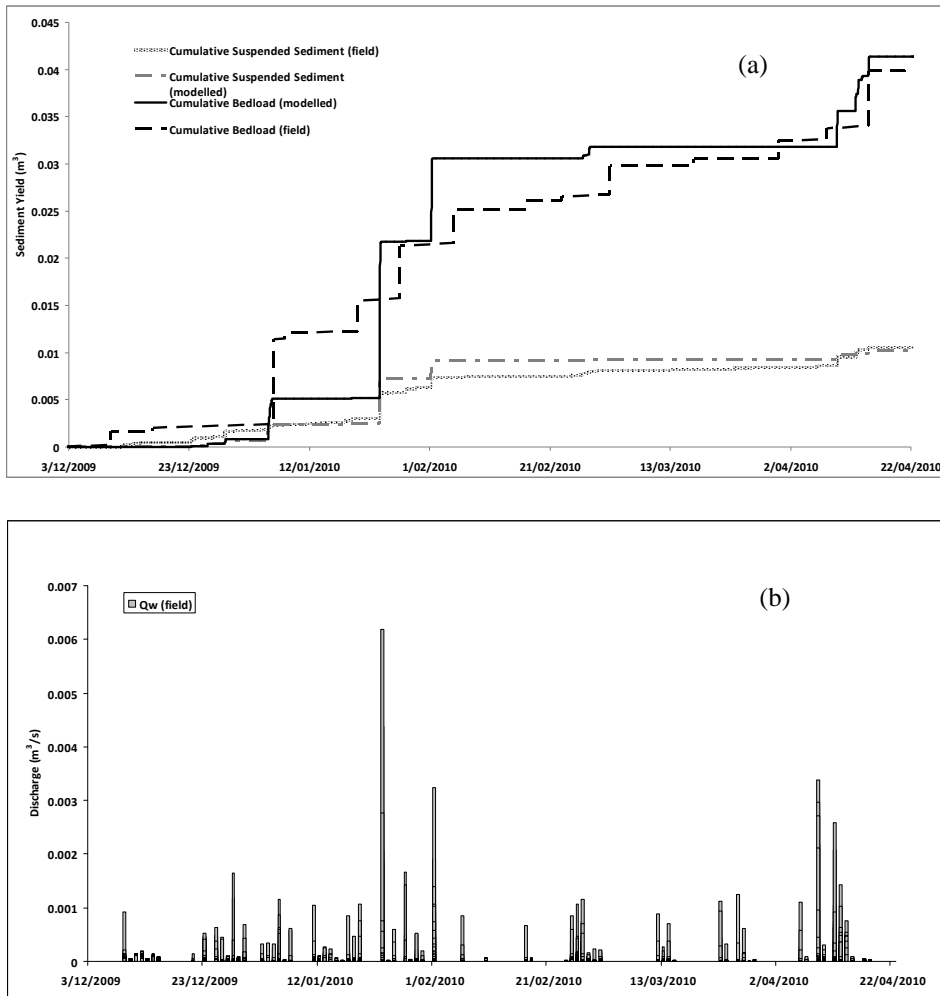 0.045
0.04
0.035
0.03
0.025
0.02
0.015
0.01
0.005
0
Sediment Yield (m³)
Cumulative Suspended Sediment (field)
Cumulative Suspended Sediment
(modelled)
Cumulative Bedload (modelled)
Cumulative Bedload (field)
(a)
3/12/2009 23/12/2009 12/01/2010 1/02/2010 21/02/2010 13/03/2010 2/04/2010 22/04/2010
0.007
0.006
0.005
0.004
0.003
0.002
0.001
0
Discharge (m³/s)
Qw (field)
(b)
3/12/2009 23/12/2009 12/01/2010 1/02/2010 21/02/2010 13/03/2010 2/04/2010 22/04/2010